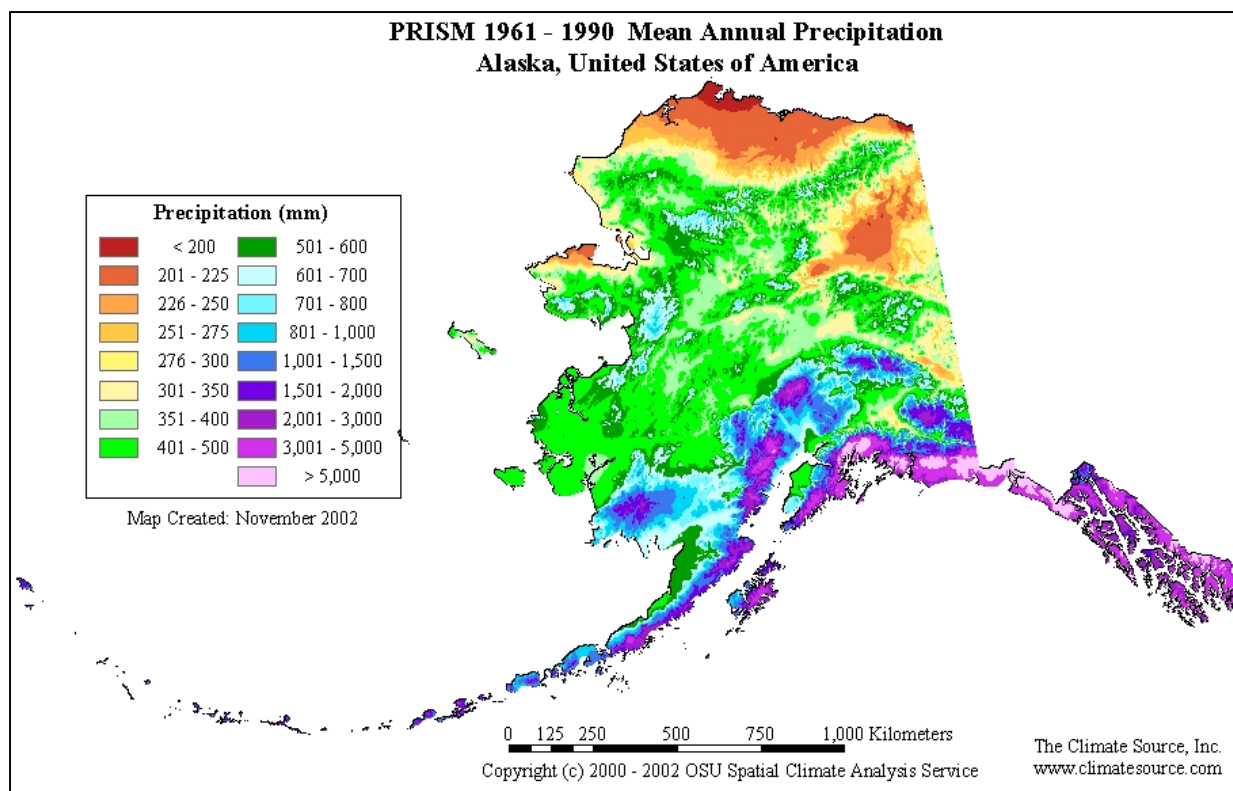 PRISM 1961 - 1990 Mean Annual Precipitation
Alaska, United States of America
Precipitation (mm)
< 200
201 - 225
226 - 250
251 - 275
276 - 300
301 - 350
351 - 400
401 - 500
501 - 600
601 - 700
701 - 800
801 - 1,000
1,001 - 1,500
1,501 - 2,000
2,001 - 3,000
3,001 - 5,000
> 5,000
Map Created: November 2002
0 125 250 500 750 1,000 Kilometers
Copyright (c) 2000 - 2002 OSU Spatial Climate Analysis Service
The Climate Source, Inc.
www.climatesource.com